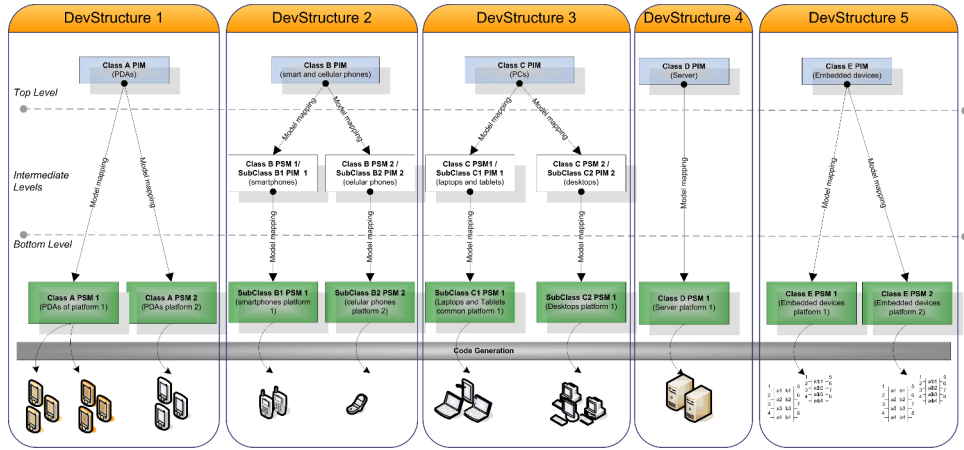 DevStructure 1
DevStructure 2
DevStructure 3
DevStructure 4
DevStructure 5
Class A PIM
(PDAs)
Class B PIM
(smart and cellular phones)
Class C PIM
(PCs)
Class D PIM
(Server)
Class E PIM
(Embedded devices)
Top Level
Model mapping
Model mapping
Model mapping
Model mapping
Intermediate
Levels
Class B PSM 1/
SubClass B1 PIM 1
(smartphones)
Class B PSM 2 /
SubClass B2 PIM 2
(celular phones)
Class C PSM1 /
SubClass C1 PIM 1
(laptops and tablets)
Class C PSM 2 /
SubClass C2 PIM 2
(desktops)
Model mapping
Model mapping
Model mapping
Model mapping
Model mapping
Model mapping
Model mapping
Model mapping
Model mapping
Bottom Level
Class A PSM 1
(PDAs of platform 1)
Class A PSM 2
(PDAs platform 2)
SubClass B1 PSM 1
(smartphones platform
1)
SubClass B2 PSM 2
(celular phones
platform 2)
SubClass C1 PSM 1
(Laptops and Tablets
common platform 1)
SubClass C2 PSM 1
(Desktops platform 1)
Class D PSM 1
(Server platform 1)
Class E PSM 1
(Embedded devices
platform 1)
Class E PSM 2
(Embedded devices
platform 2)
Code Generation